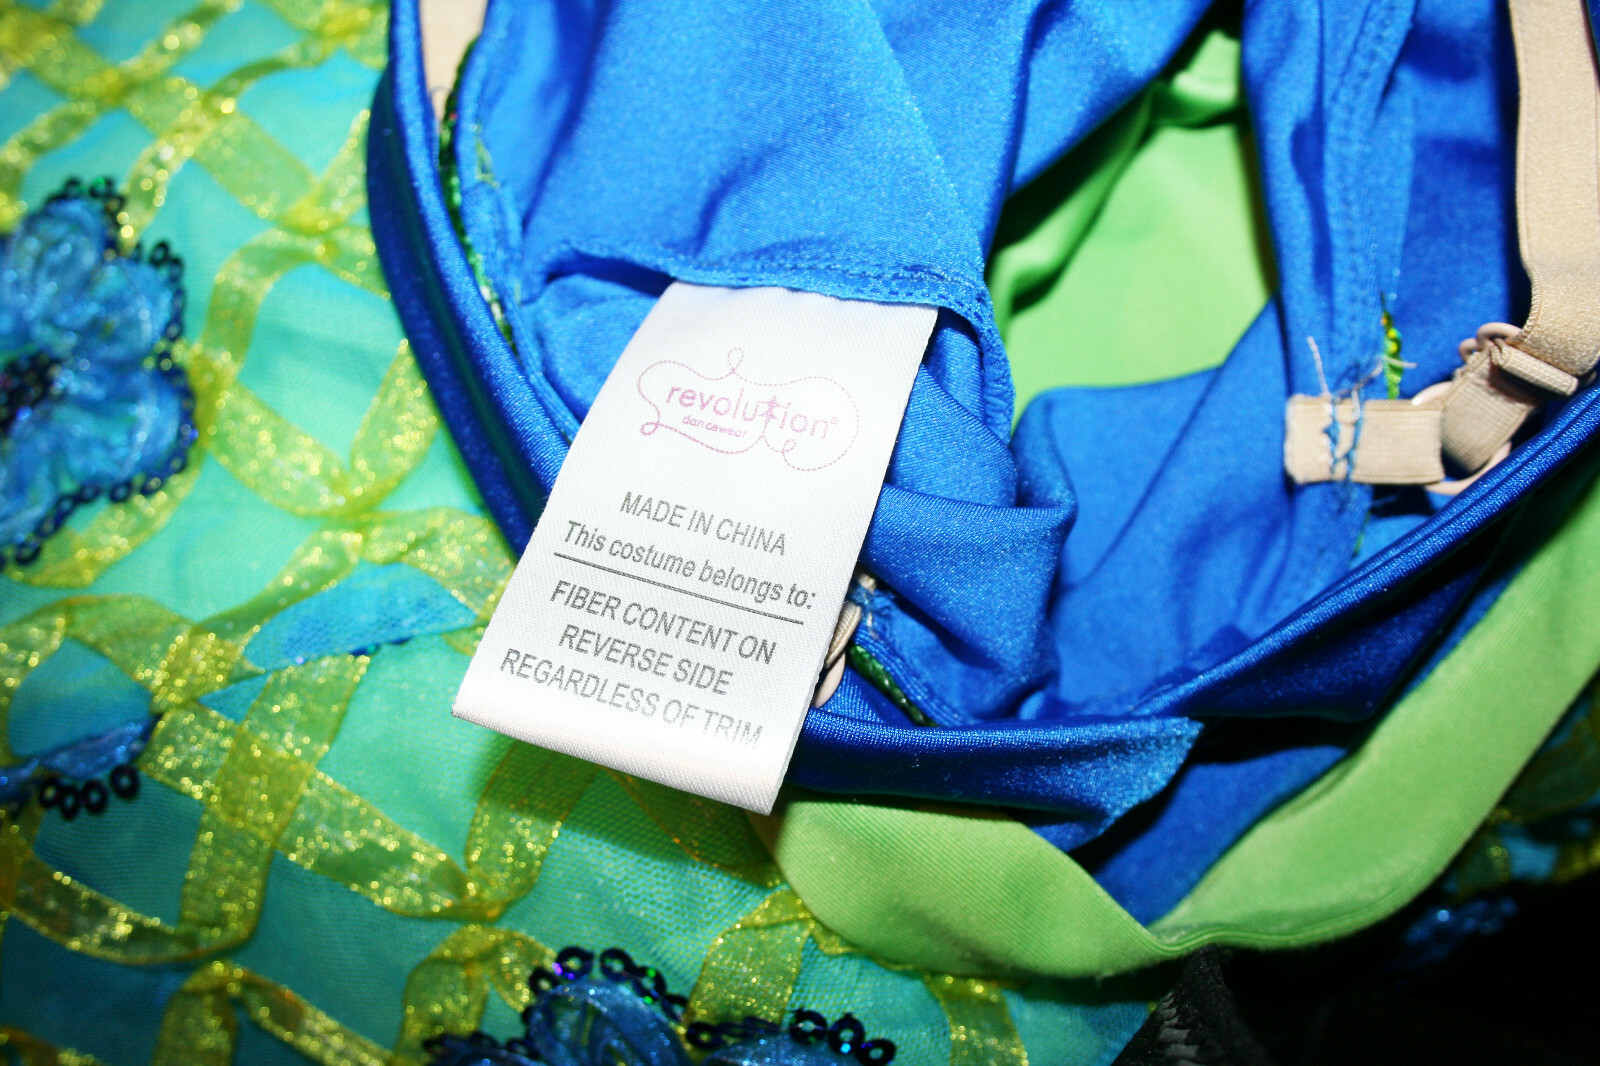 revolution®
dancewear
MADE IN CHINA
This costume belongs to:
FIBER CONTENT ON
REVERSE SIDE
REGARDLESS OF TRIM